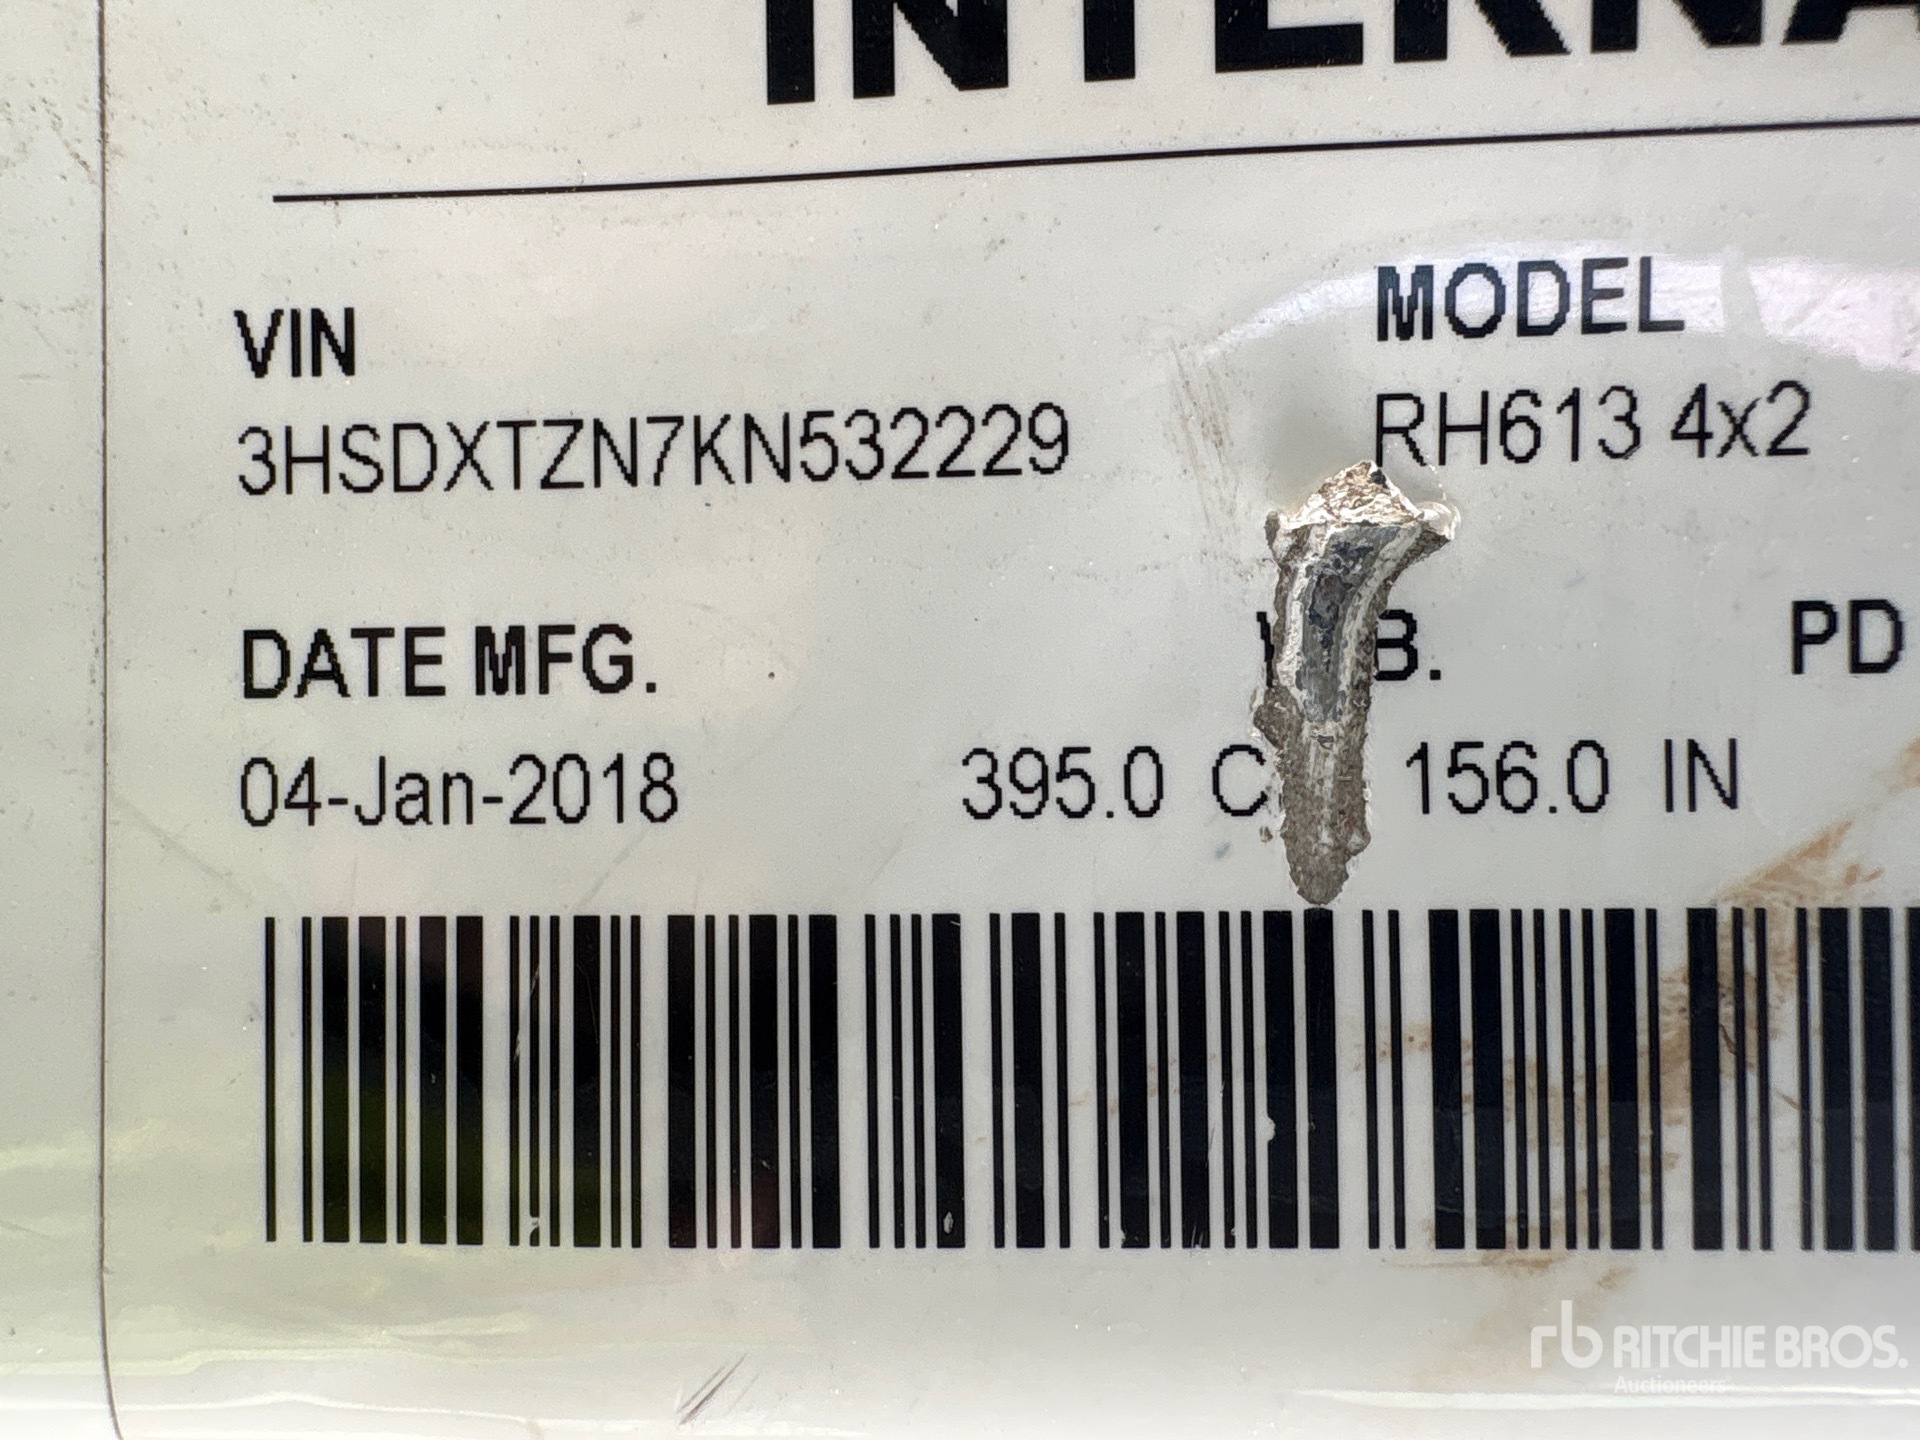 INTERNA
VIN
MODEL
3HSDXTZN7KN532229
RH613 4x2
DATE MFG.
B.
PD
04-Jan-2018
395.0 C
156.0 IN
rb RITCHIE BROS.
Auctioneers